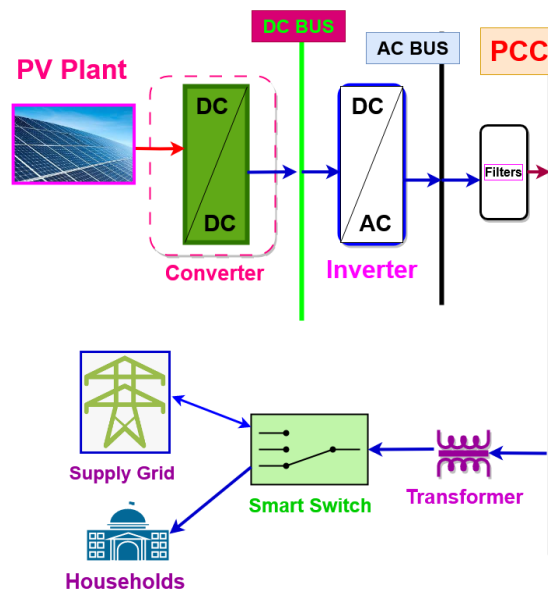 DC BUS
AC BUS
PCC
PV Plant
DC
DC
Converter
DC
AC
Inverter
Filters
Supply Grid
Smart Switch
Transformer
Households